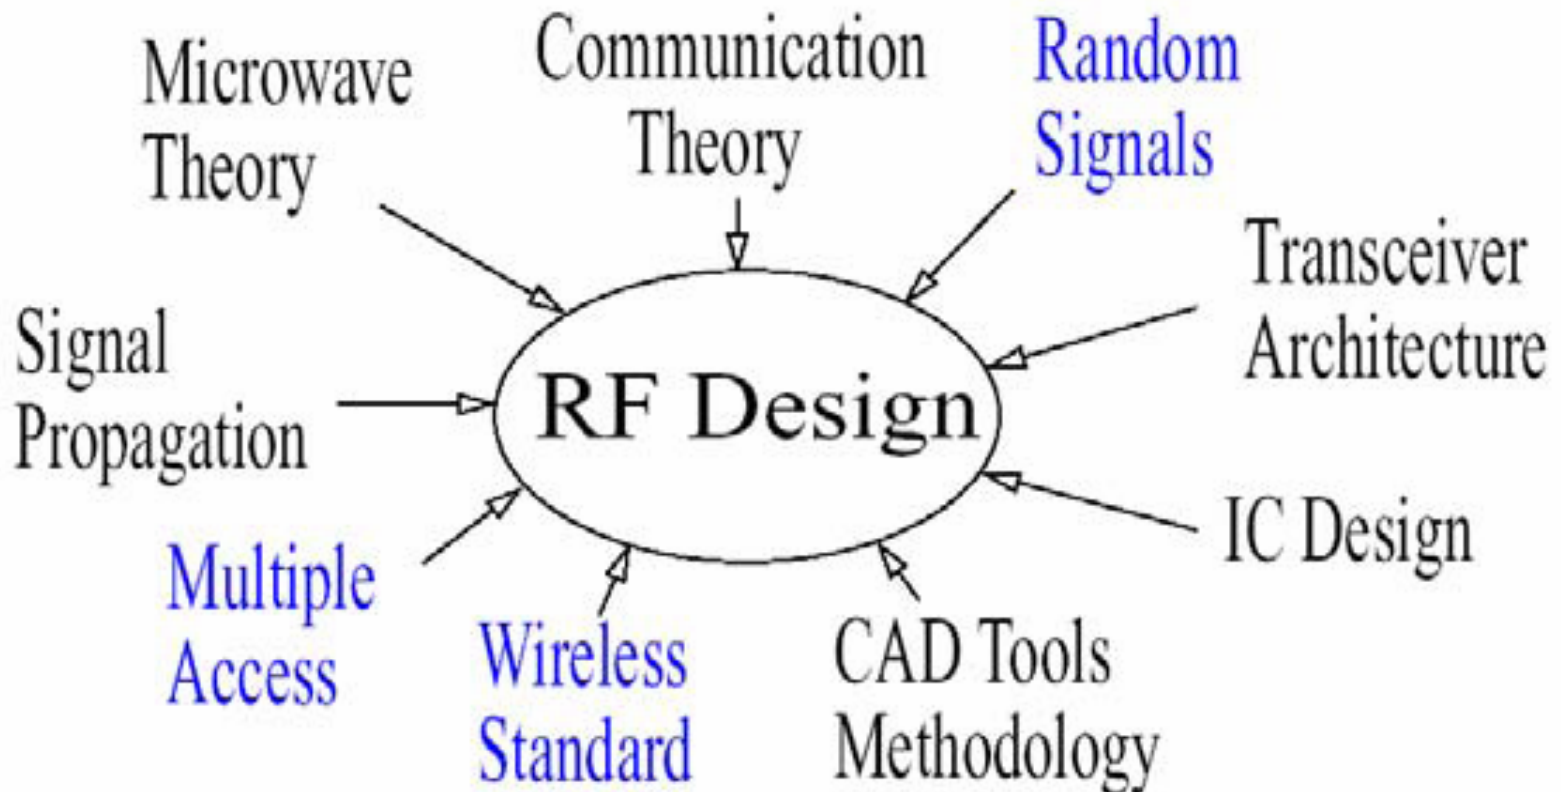 Microwave
Theory
Communication
Theory
Random
Signals
Transceiver
Architecture
Signal
Propagation
RF Design
IC Design
Multiple
Access
Wireless
Standard
CAD Tools
Methodology